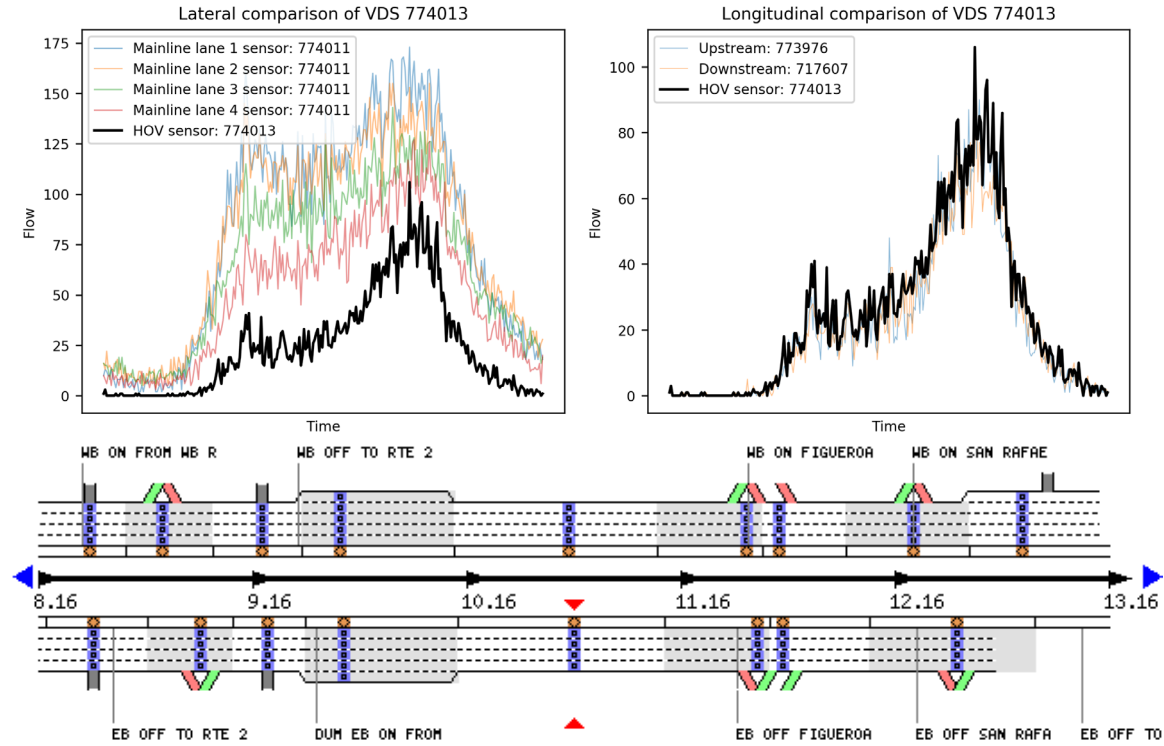 Lateral comparison of VDS 774013
175
150
125
100
75
50
25
0
Flow
Mainline lane 1 sensor: 774011
Mainline lane 2 sensor: 774011
Mainline lane 3 sensor: 774011
Mainline lane 4 sensor: 774011
HOV sensor: 774013
Time
Longitudinal comparison of VDS 774013
100
80
60
40
20
0
Flow
Upstream: 773976
Downstream: 717607
HOV sensor: 774013
Time
WB ON FROM WB R
WB OFF TO RTE 2
WB ON FIGUEROA
WB ON SAN RAFAE
8.16 9.16 10.16 11.16 12.16 13.16
EB OFF TO RTE 2
DUM EB ON FROM
EB OFF FIGUEROA
EB OFF SAN RAFA
EB OFF TO